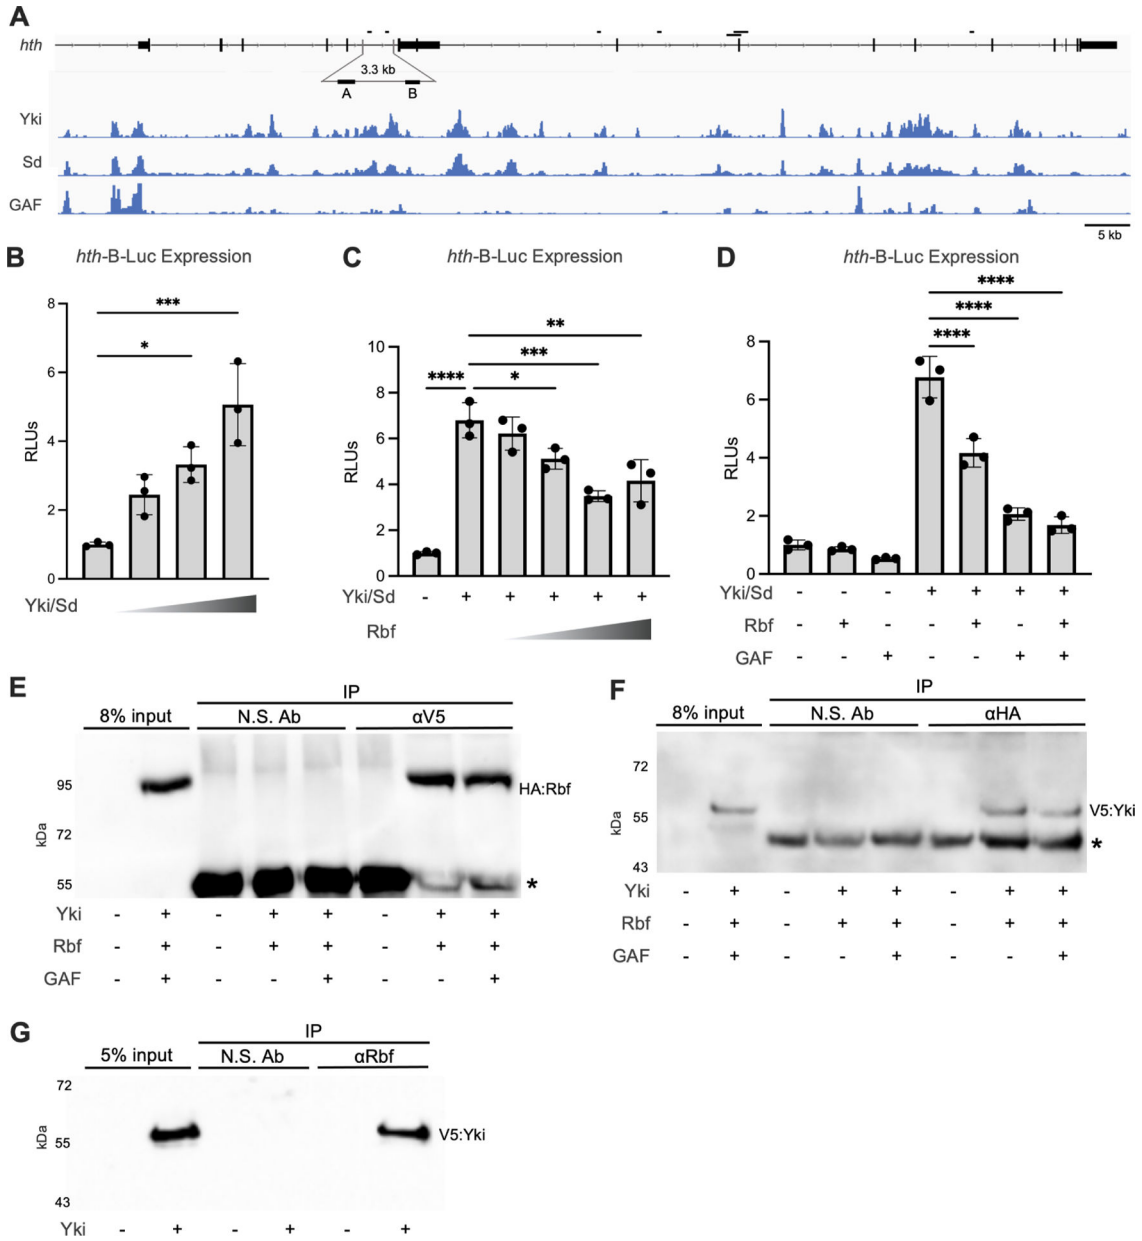 A
hth
3.3 kb
A B
Yki
Sd
GAF
5 kb
B
hth-B-Luc Expression
***
*
8
6
4
2
0
RLUs
Yki/Sd
C
hth-B-Luc Expression
**
***
**** *
10
8
6
4
2
0
RLUs
Yki/Sd - + + + + +
Rbf
D
hth-B-Luc Expression
****
****
****
8
6
4
2
0
RLUs
Yki/Sd - - - + + + +
Rbf - + - - + - +
GAF - - + - - + +
E
IP
8% input N.S. Ab αV5
95
72
55
kDa
HA:Rbf
*
Yki - + - + + - + +
Rbf - + - + + - + +
GAF - + - - + - - +
F
IP
8% input N.S. Ab αHA
72
55
43
kDa
V5:Yki
*
Yki - + - + + - + +
Rbf - + - + + - + +
GAF - + - - + - - +
G
IP
5% input N.S. Ab αRbf
72
55
43
kDa
V5:Yki
Yki - + - + - +